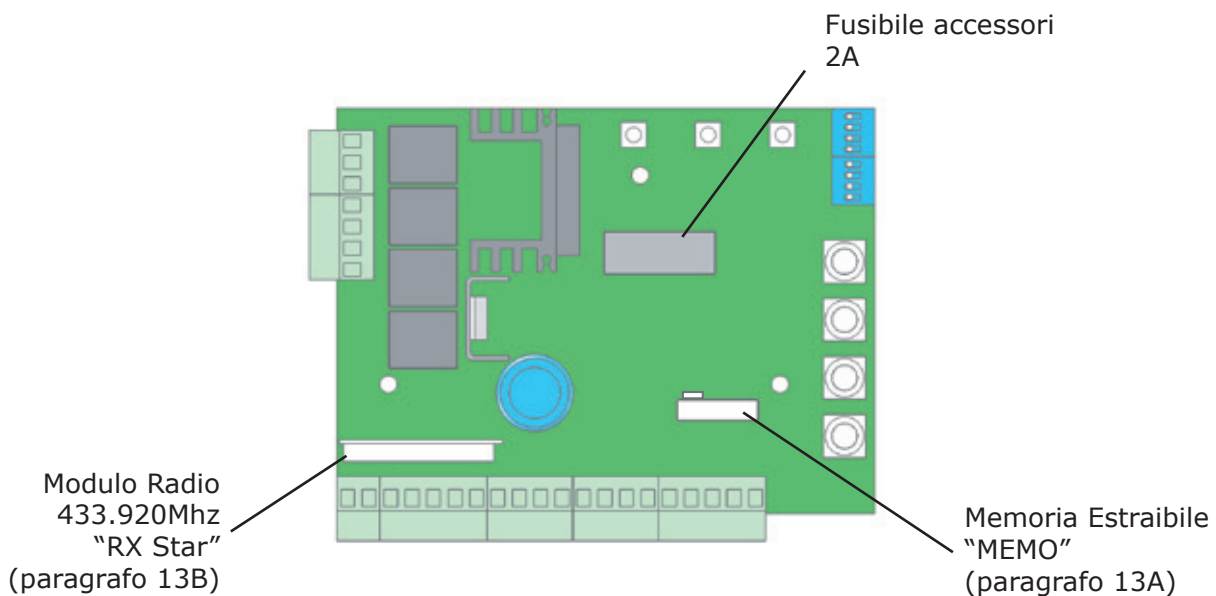 Fusibile accessori
2A
Modulo Radio
433.920Mhz
“RX Star”
(paragrafo 13B)
Memoria Estraibile
“MEMO”
(paragrafo 13A)